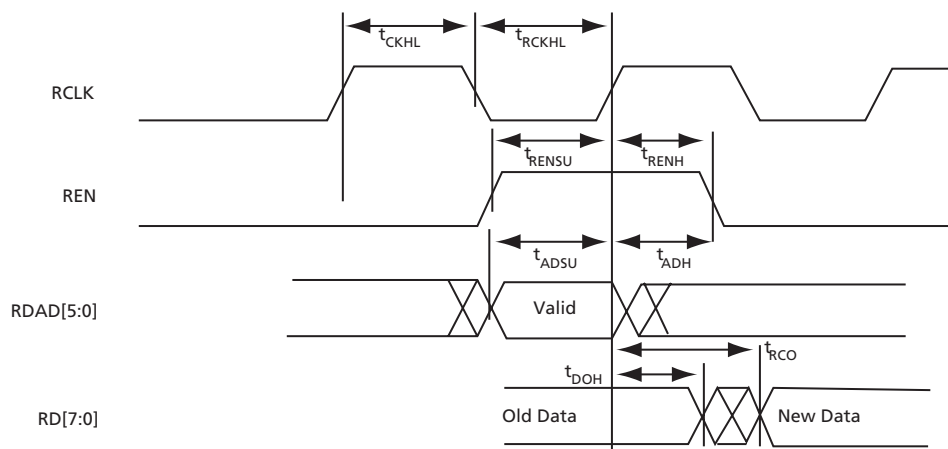 tCKHL tRCKHL
RCLK
tRENSU tRENH
REN
tADSU tADH
RDAD[5:0] Valid
tRCO
tDOH
RD[7:0] Old Data New Data